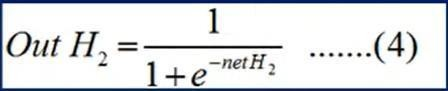 Out H₂ = 1 / (1 + e^(-netH₂)) .......(4)